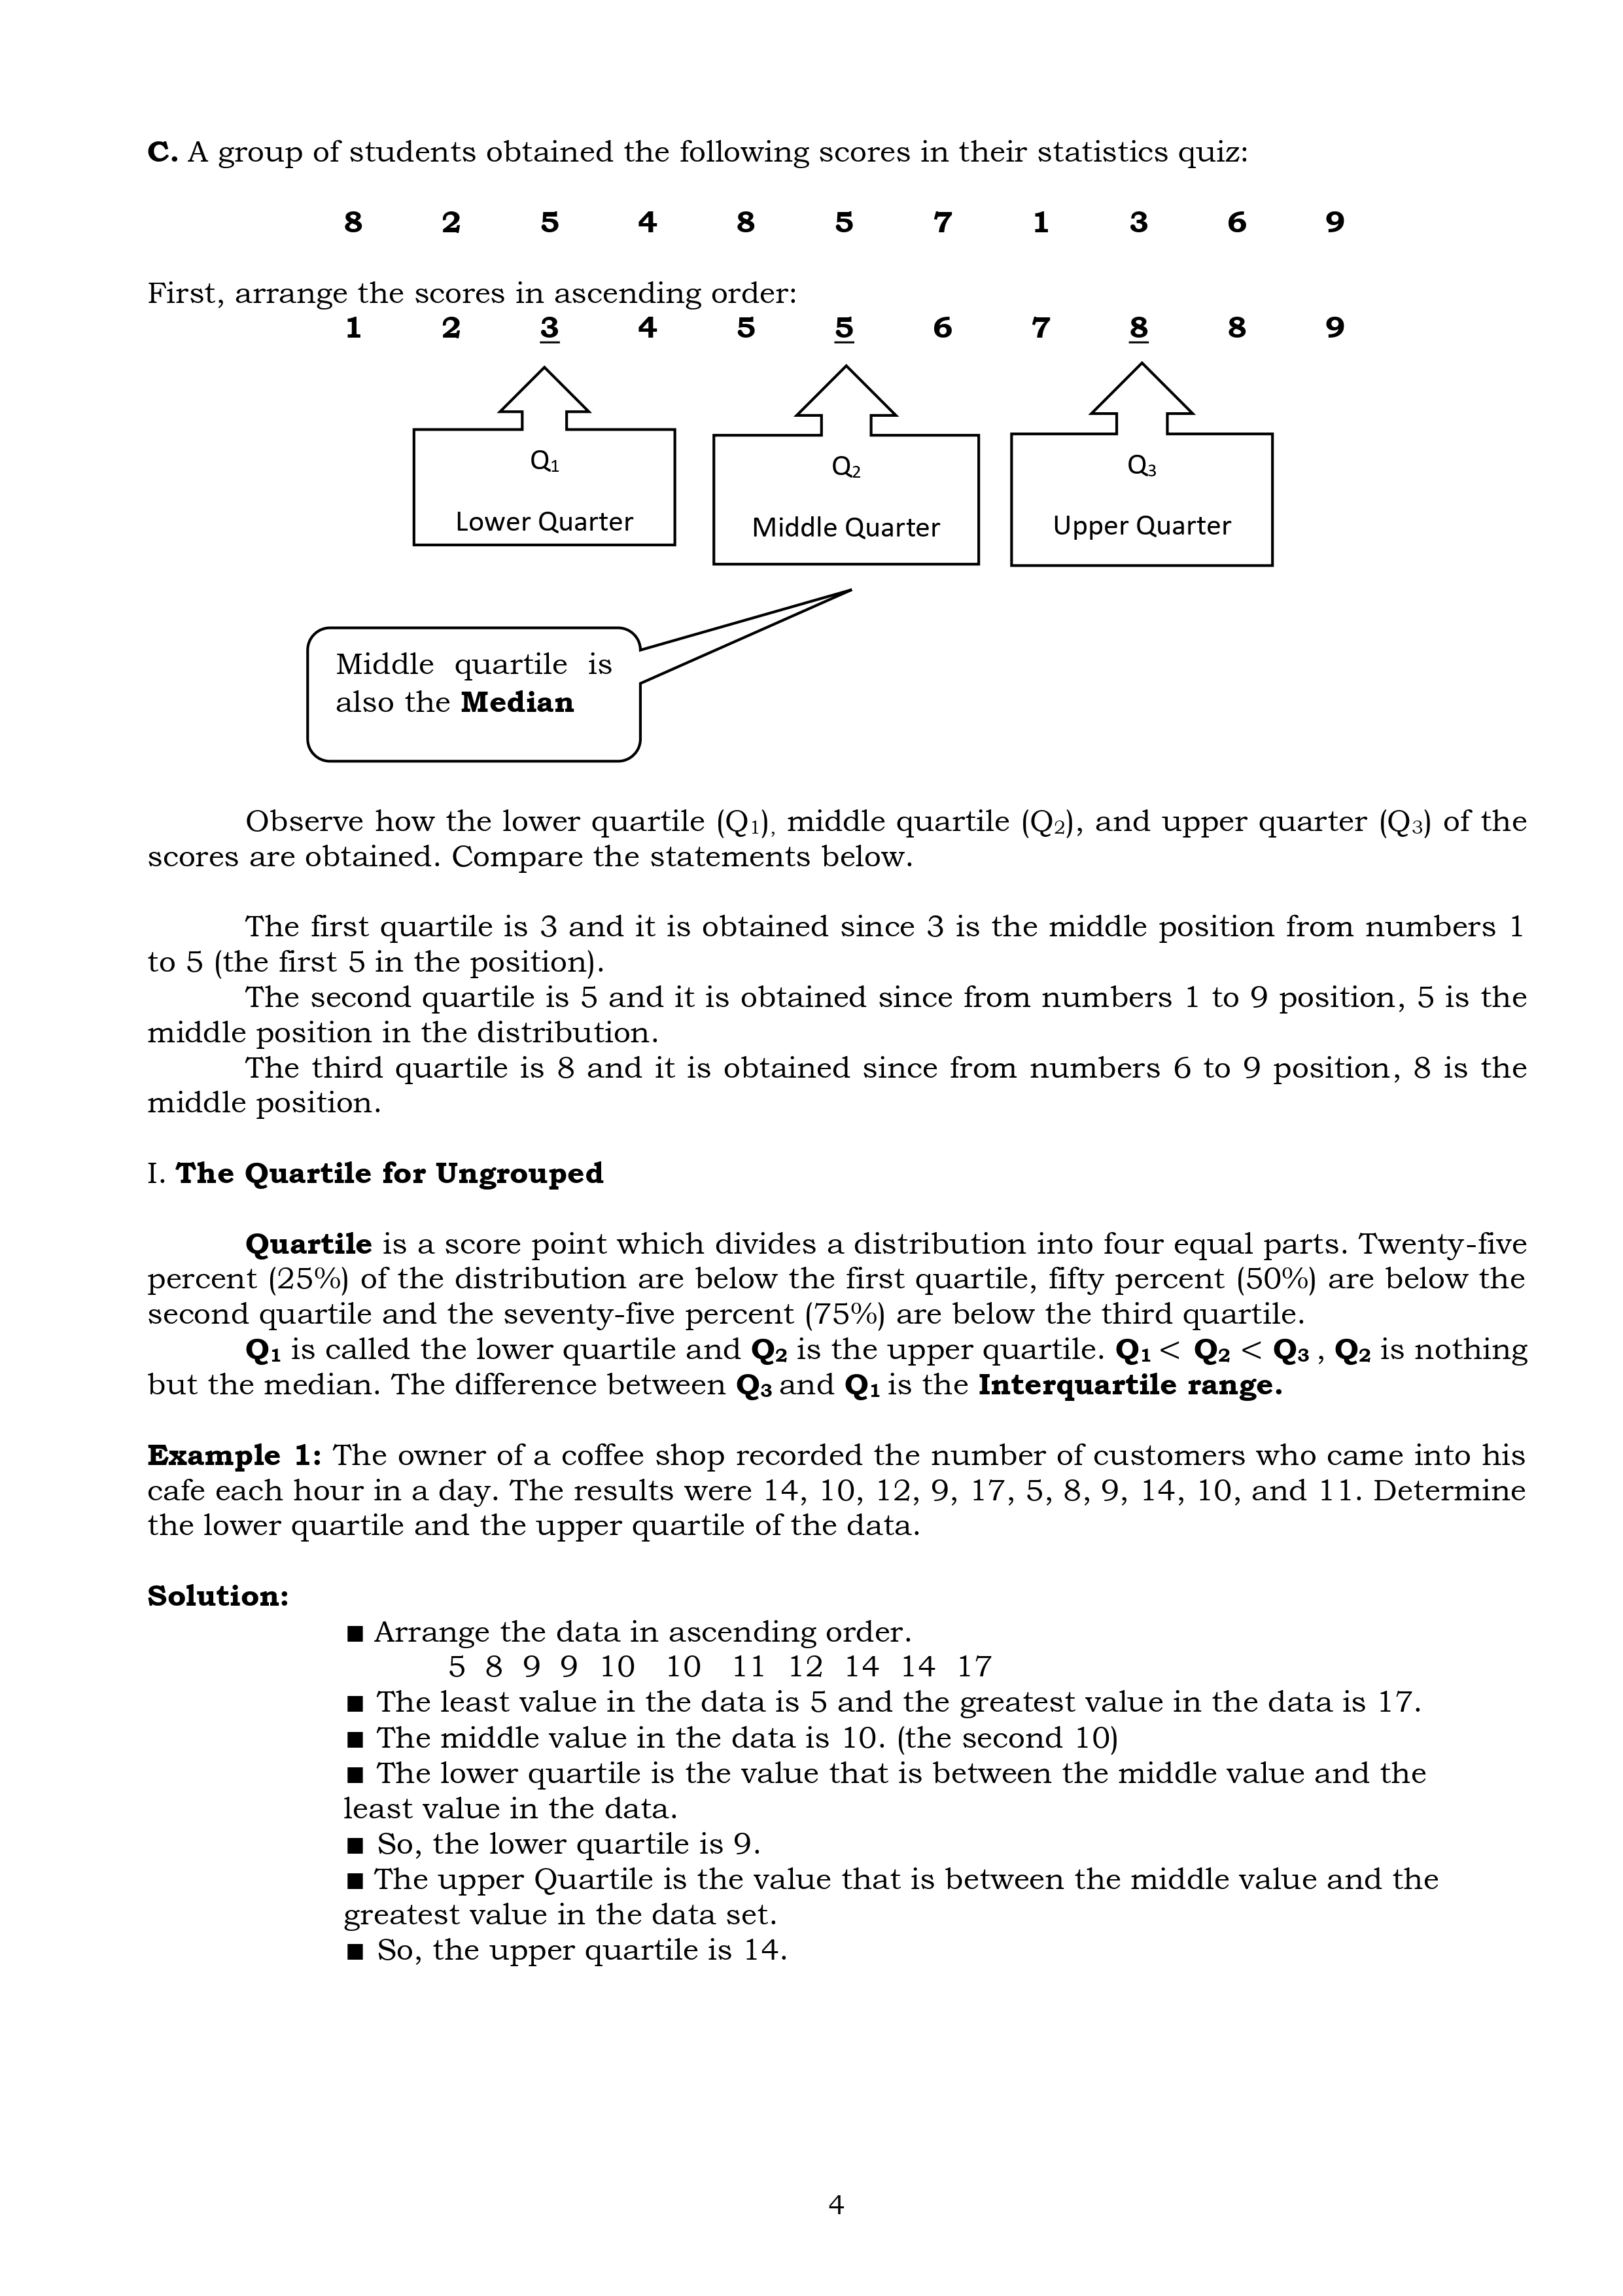 C. A group of students obtained the following scores in their statistics quiz:
8 2 5 4 8 5 7 1 3 6 9
First, arrange the scores in ascending order:
1 2 3 4 5 5 6 7 8 8 9
Q1
Lower Quarter
Q2
Middle Quarter
Q3
Upper Quarter
Middle quartile is
also the Median
Observe how the lower quartile (Q1), middle quartile (Q2), and upper quarter (Q3) of the
scores are obtained. Compare the statements below.
The first quartile is 3 and it is obtained since 3 is the middle position from numbers 1
to 5 (the first 5 in the position).
The second quartile is 5 and it is obtained since from numbers 1 to 9 position, 5 is the
middle position in the distribution.
The third quartile is 8 and it is obtained since from numbers 6 to 9 position, 8 is the
middle position.
I. The Quartile for Ungrouped
Quartile is a score point which divides a distribution into four equal parts. Twenty-five
percent (25%) of the distribution are below the first quartile, fifty percent (50%) are below the
second quartile and the seventy-five percent (75%) are below the third quartile.
Q1 is called the lower quartile and Q2 is the upper quartile. Q1 < Q2 < Q3 , Q2 is nothing
but the median. The difference between Q3 and Q1 is the Interquartile range.
Example 1: The owner of a coffee shop recorded the number of customers who came into his
cafe each hour in a day. The results were 14, 10, 12, 9, 17, 5, 8, 9, 14, 10, and 11. Determine
the lower quartile and the upper quartile of the data.
Solution:
■ Arrange the data in ascending order.
5 8 9 9 10 10 11 12 14 14 17
■ The least value in the data is 5 and the greatest value in the data is 17.
■ The middle value in the data is 10. (the second 10)
■ The lower quartile is the value that is between the middle value and the
least value in the data.
■ So, the lower quartile is 9.
■ The upper Quartile is the value that is between the middle value and the
greatest value in the data set.
■ So, the upper quartile is 14.
4